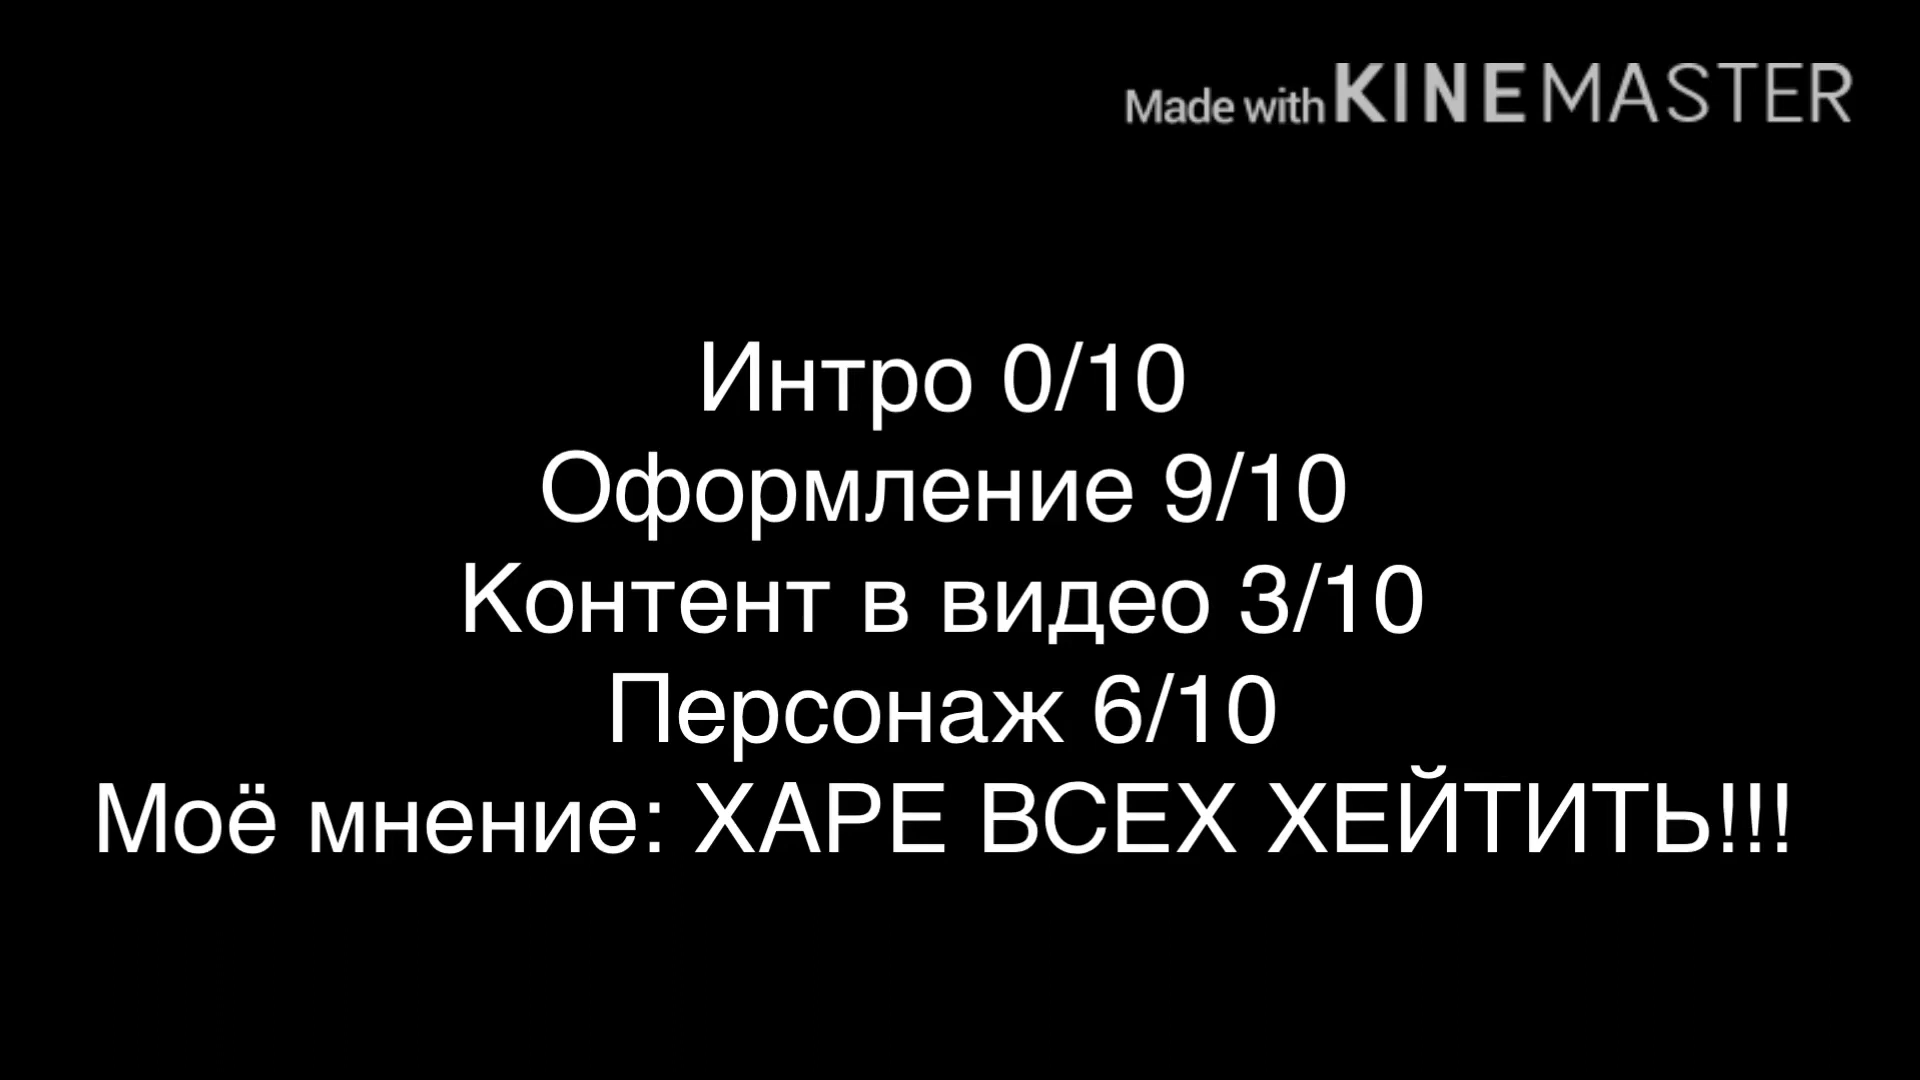 Made with KINEMASTER
Интро 0/10
Оформление 9/10
Контент в видео 3/10
Персонаж 6/10
Моё мнение: ХАРЕ ВСЕХ ХЕЙТИТЬ!!!